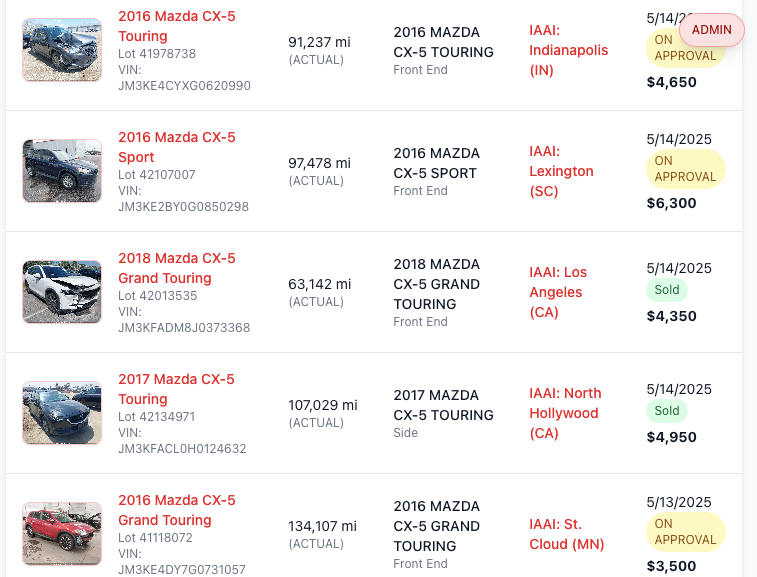 2016 Mazda CX-5
Touring
Lot 41978738
VIN:
JM3KE4CYXG0620990
91,237 mi
(ACTUAL)
2016 MAZDA
CX-5 TOURING
Front End
IAAI:
Indianapolis
(IN)
5/14/20
ADMIN
ON
APPROVAL
$4,650
2016 Mazda CX-5
Sport
Lot 42107007
VIN:
JM3KE2BY0G0850298
97,478 mi
(ACTUAL)
2016 MAZDA
CX-5 SPORT
Front End
IAAI:
Lexington
(SC)
5/14/2025
ON
APPROVAL
$6,300
2018 Mazda CX-5
Grand Touring
Lot 42013535
VIN:
JM3KFADM8J0373368
63,142 mi
(ACTUAL)
2018 MAZDA
CX-5 GRAND
TOURING
Front End
IAAI: Los
Angeles
(CA)
5/14/2025
Sold
$4,350
2017 Mazda CX-5
Touring
Lot 42134971
VIN:
JM3KFACL0H0124632
107,029 mi
(ACTUAL)
2017 MAZDA
CX-5 TOURING
Side
IAAI: North
Hollywood
(CA)
5/14/2025
Sold
$4,950
2016 Mazda CX-5
Grand Touring
Lot 41118072
VIN:
JM3KE4DY7G0731057
134,107 mi
(ACTUAL)
2016 MAZDA
CX-5 GRAND
TOURING
Front End
IAAI: St.
Cloud (MN)
5/13/2025
ON
APPROVAL
$3,500